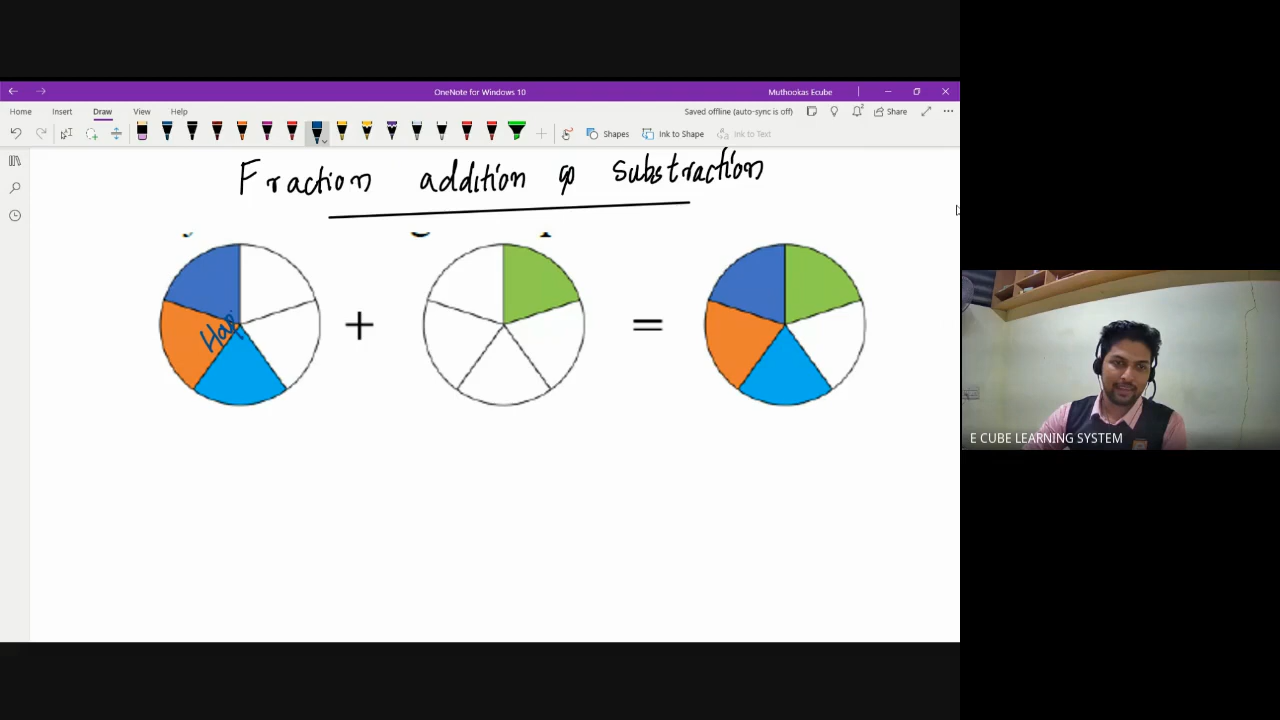 OneNote for Windows 10
Muthookas Ecube
Home Insert Draw View Help
Saved offline (auto-sync is off)
Share
Shapes
Ink to Shape
Ink to Text
Fraction addition & substraction
Hap
+ =
E CUBE LEARNING SYSTEM